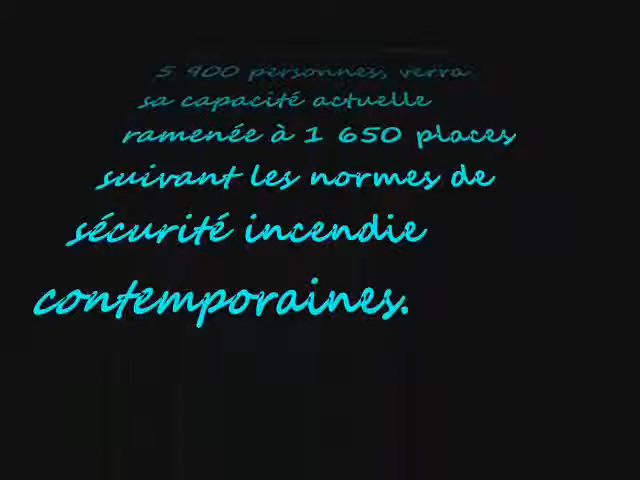 5 900 personnes, verra
sa capacité actuelle
ramenée à 1 650 places
suivant les normes de
sécurité incendie
contemporaines.